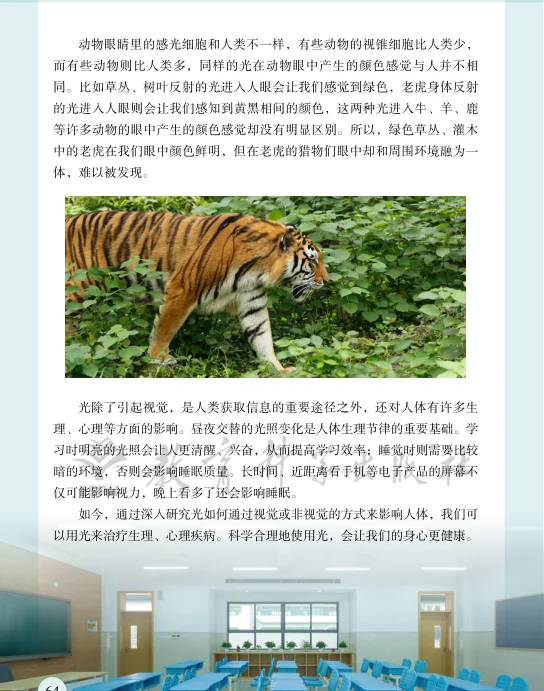 动物眼睛里的感光细胞和人类不一样，有些动物的视锥细胞比人类少，
而有些动物则比人类多，同样的光在动物眼中产生的颜色感觉与人并不相
同。比如草丛、树叶反射的光进入人眼会让我们感觉到绿色，老虎身体反射
的光进入人眼则会让我们感知到黄黑相间的颜色，这两种光进入牛、羊、鹿
等许多动物的眼中产生的颜色感觉却没有明显区别。所以，绿色草丛、灌木
中的老虎在我们眼中颜色鲜明，但在老虎的猎物们眼中却和周围环境融为一
体，难以被发现。
光除了引起视觉，是人类获取信息的重要途径之外，还对人体有许多生
理、心理等方面的影响。昼夜交替的光照变化是人体生理节律的重要基础。学
习时明亮的光照会让人更清醒、兴奋，从而提高学习效率；睡觉时则需要比较
暗的环境，否则会影响睡眠质量。长时间、近距离看手机等电子产品的屏幕不
仅可能影响视力，晚上看多了还会影响睡眠。
教育科学出版社
如今，通过深入研究光如何通过视觉或非视觉的方式来影响人体，我们可
以用光来治疗生理、心理疾病。科学合理地使用光，会让我们的身心更健康。
64